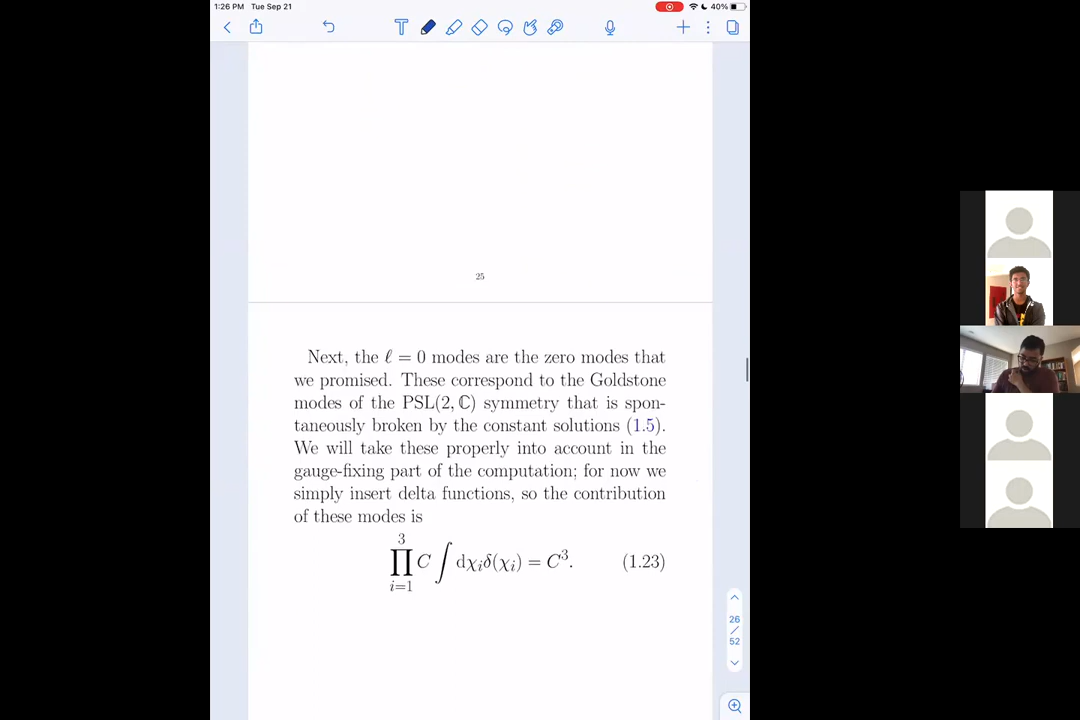 1:26 PM Tue Sep 21
40%
25
Next, the ℓ = 0 modes are the zero modes that
we promised. These correspond to the Goldstone
modes of the PSL(2, ℂ) symmetry that is spon-
taneously broken by the constant solutions (1.5).
We will take these properly into account in the
gauge-fixing part of the computation; for now we
simply insert delta functions, so the contribution
of these modes is
∏_{i=1}^{3} C ∫ dχ_i δ(χ_i) = C³. (1.23)
26
/
52